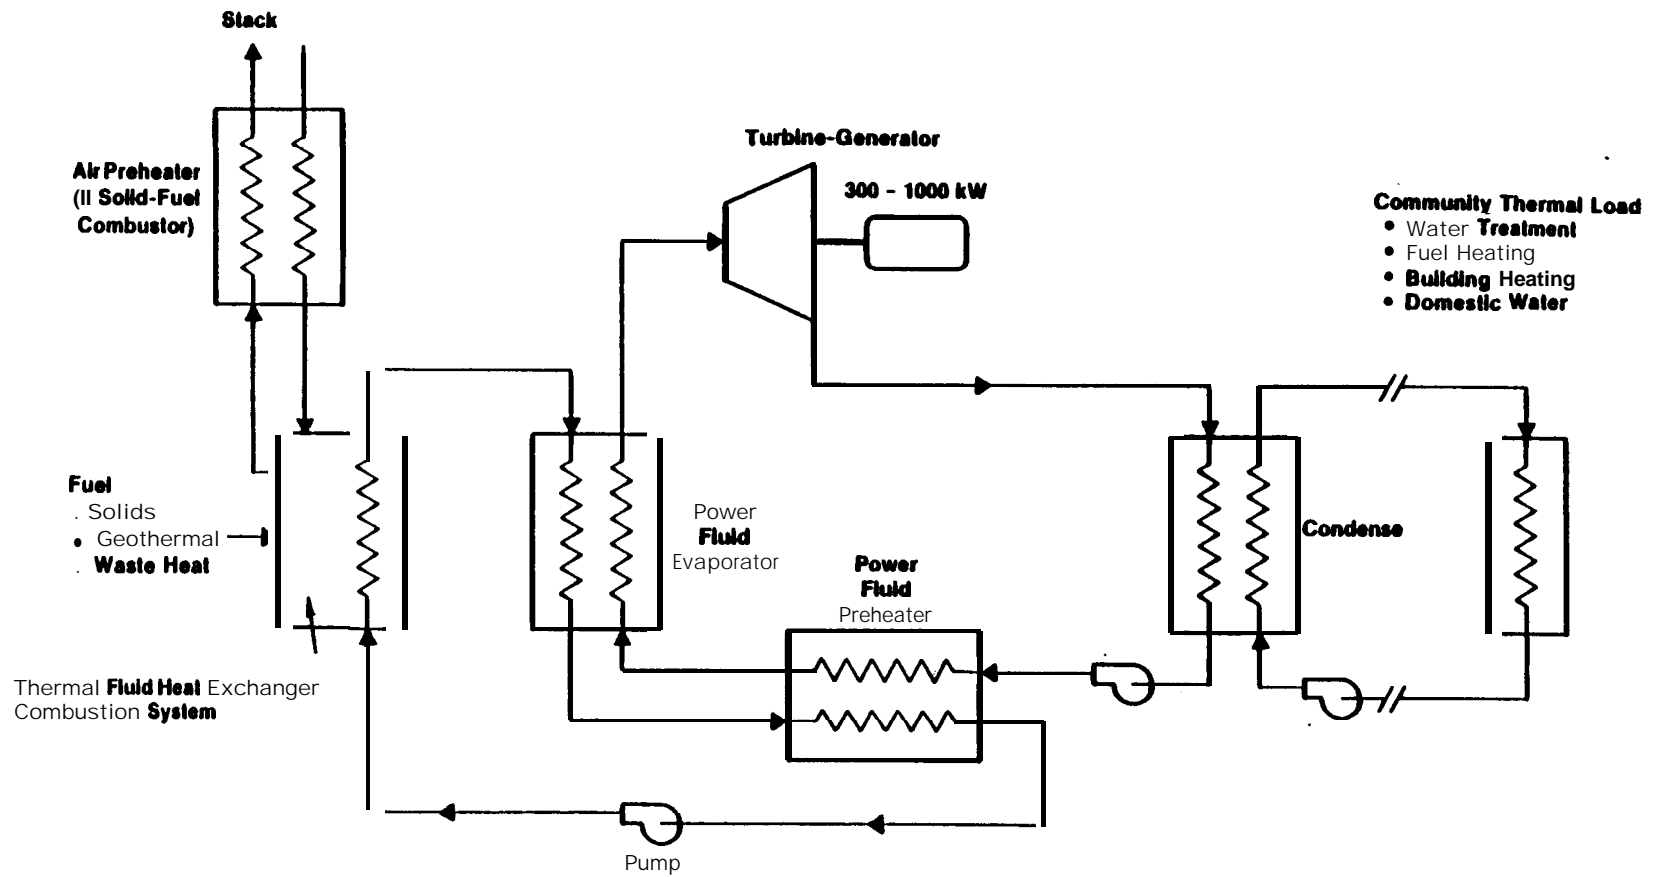 Stack
Air Preheater
(II Solid-Fuel
Combustor)
Turbine-Generator
300 - 1000 kW
Community Thermal Load
• Water Treatment
• Fuel Heating
• Building Heating
• Domestic Water
Fuel
. Solids
• Geothermal
. Waste Heat
Power
Fluid
Evaporator
Power
Fluid
Preheater
Condense
Thermal Fluid Heat Exchanger
Combustion System
Pump